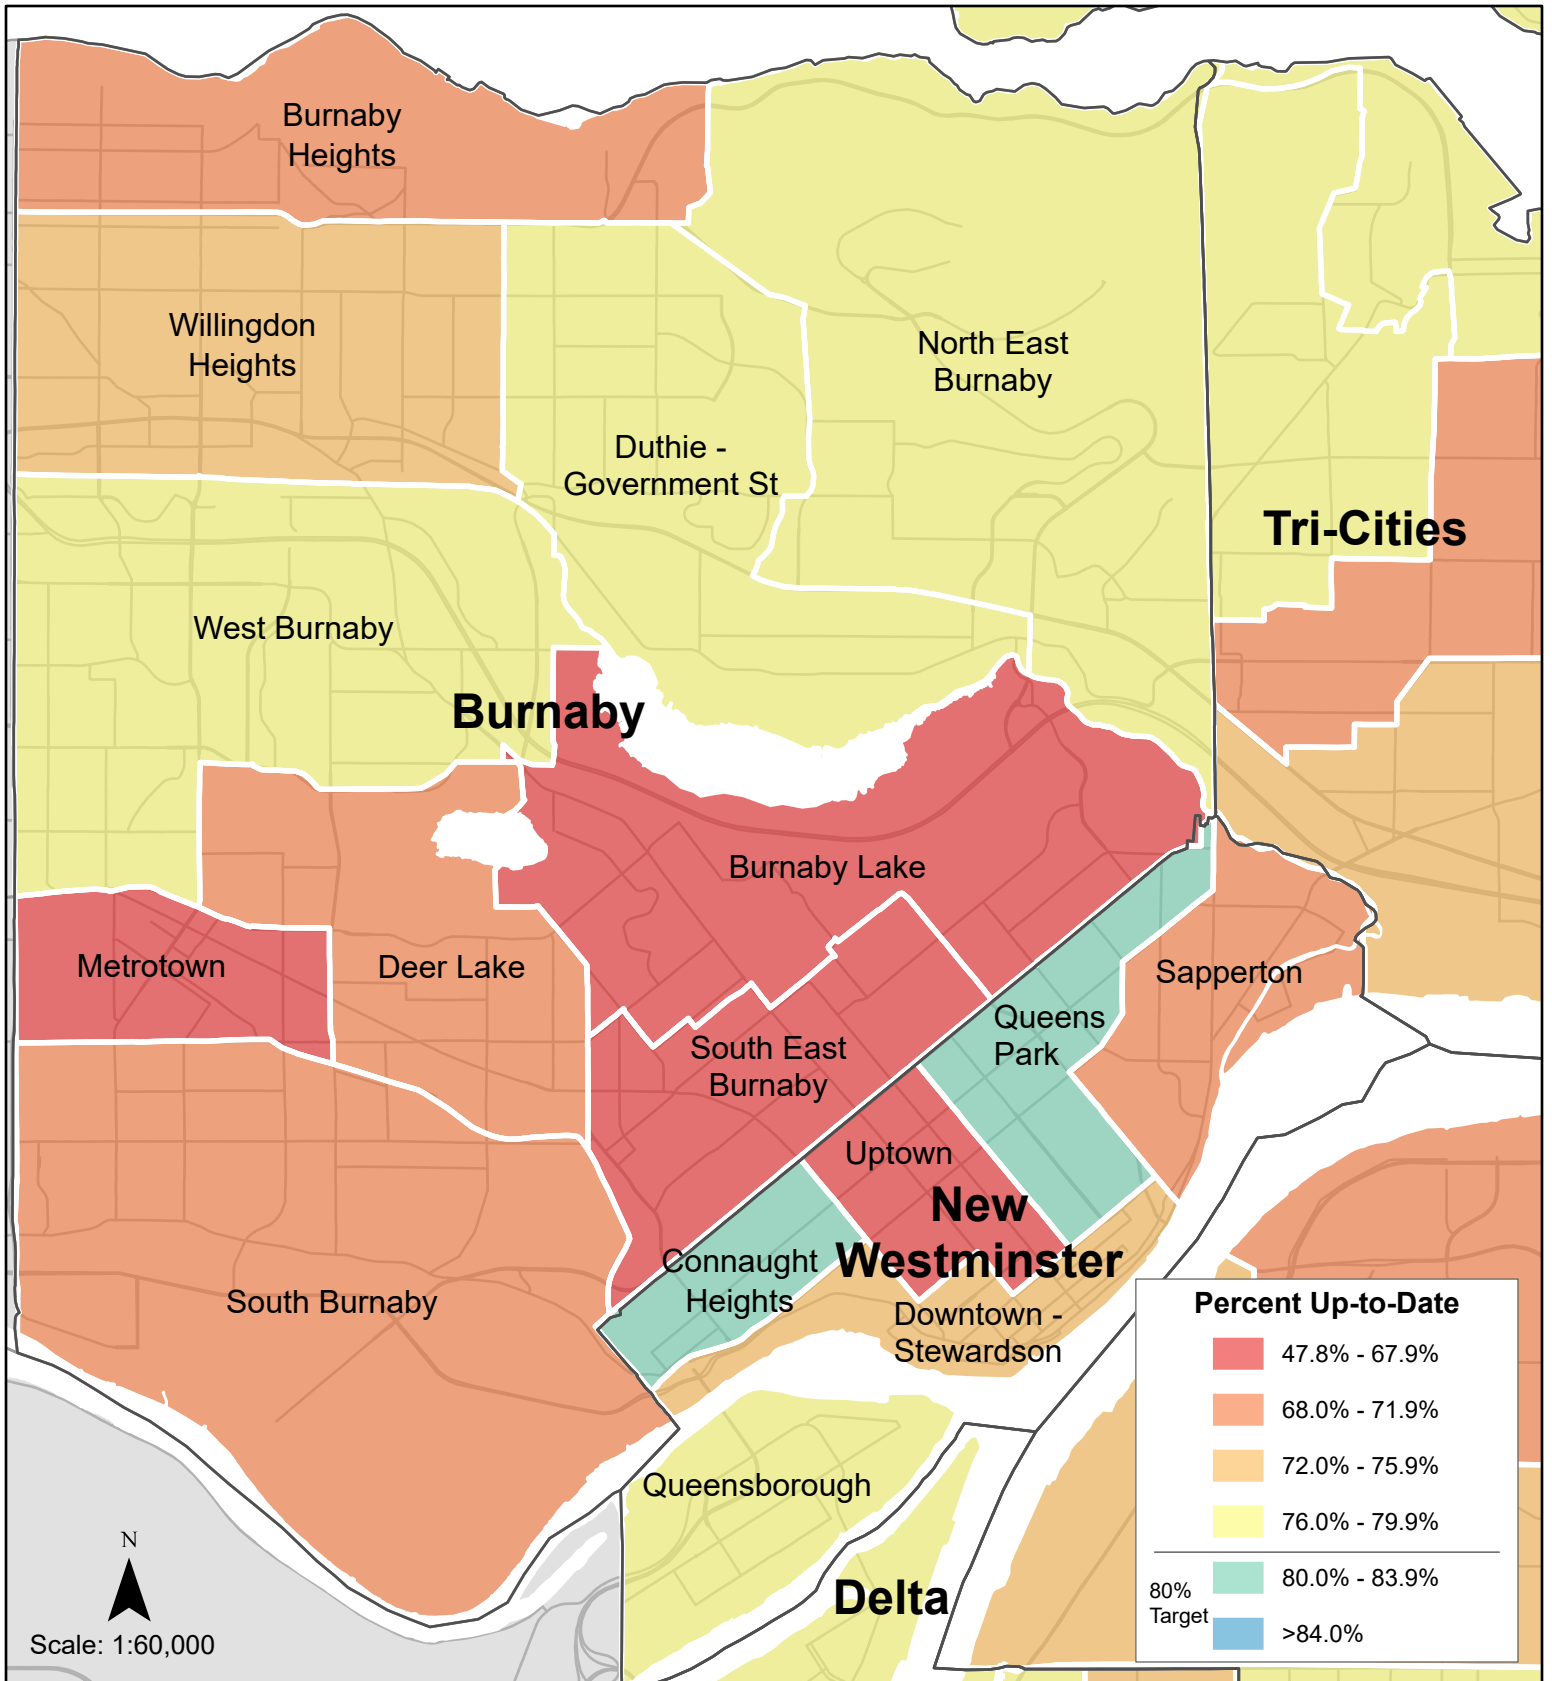 Burnaby
Heights
Willingdon
Heights
North East
Burnaby
Duthie -
Government St
Tri-Cities
West Burnaby
Burnaby
Burnaby Lake
Metrotown
Deer Lake
Sapperton
Queens
Park
South East
Burnaby
Uptown
New
Westminster
Connaught
Heights
South Burnaby
Downtown -
Stewardson
Queensborough
Delta
N
Scale: 1:60,000
Percent Up-to-Date
47.8% - 67.9%
68.0% - 71.9%
72.0% - 75.9%
76.0% - 79.9%
80% 
Target
80.0% - 83.9%
>84.0%